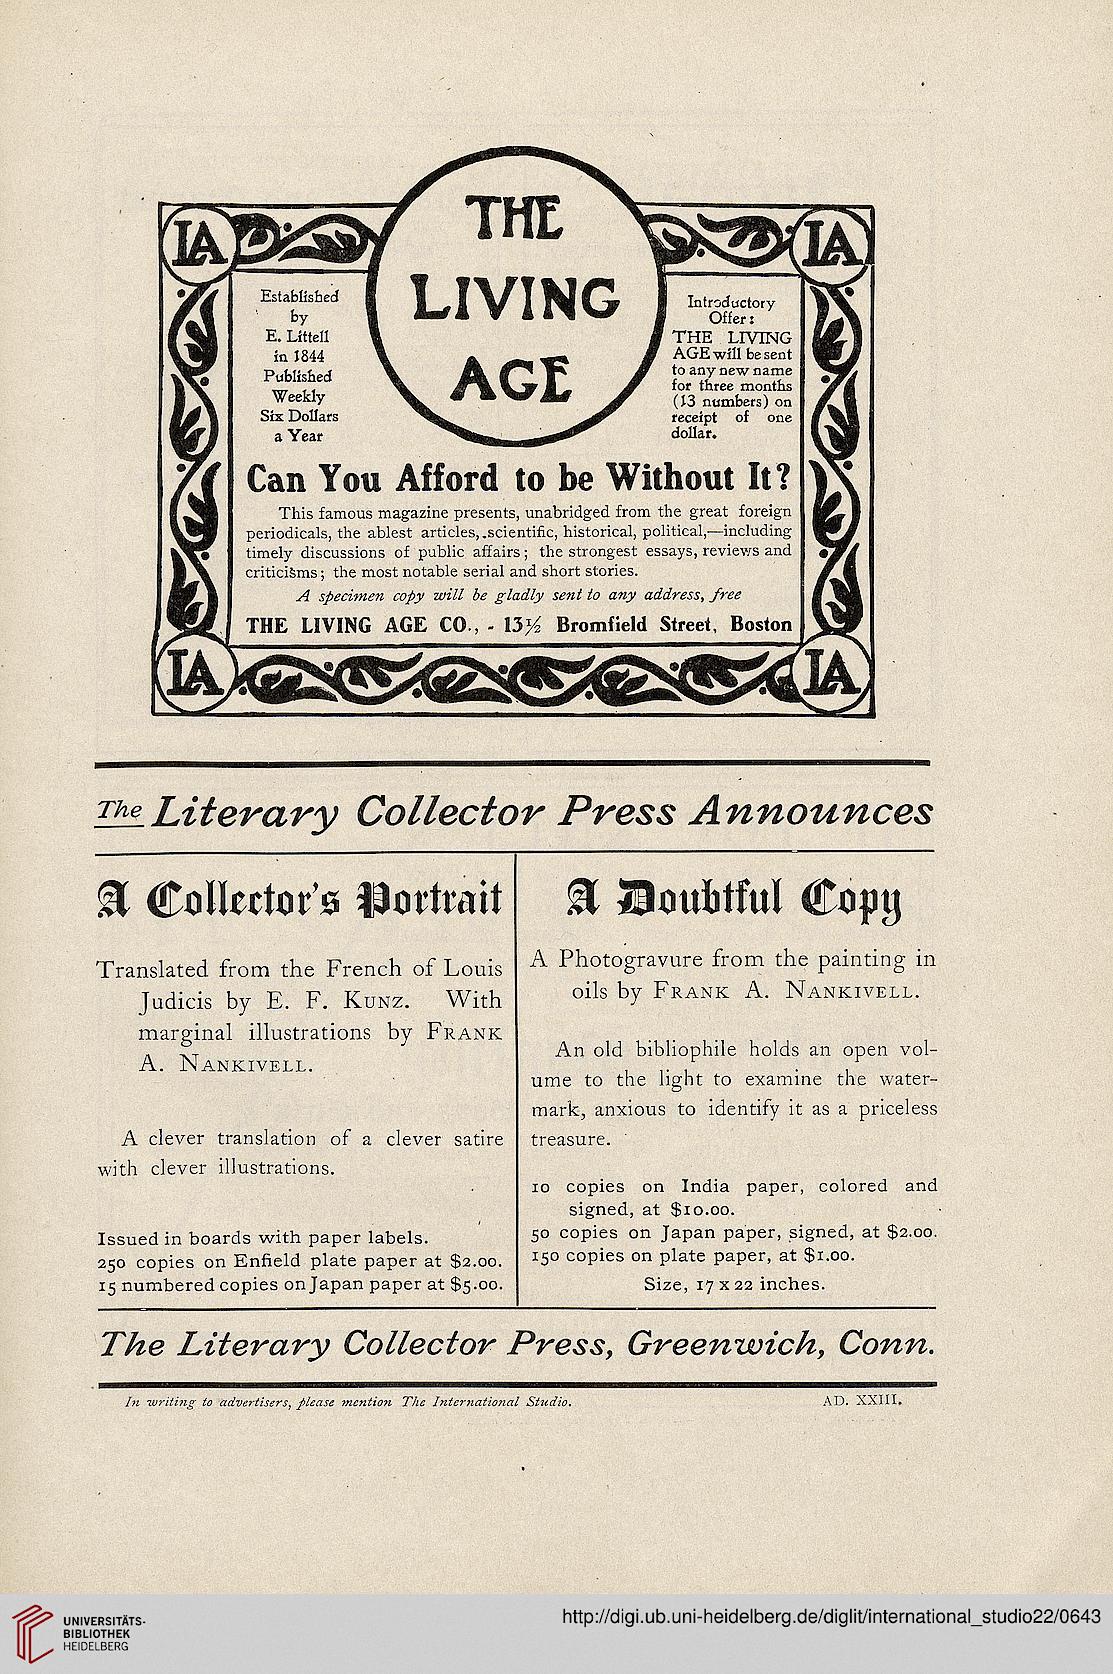 THE
LIVING
AGE
LA
LA
Established
by
E. Littell
in 1844
Published
Weekly
Six Dollars
a Year
Introductory
Offer:
THE LIVING
AGE will be sent
to any new name
for three months
(13 numbers) on
receipt of one
dollar.
Can You Afford to be Without It?
This famous magazine presents, unabridged from the great foreign
periodicals, the ablest articles, scientific, historical, political,—including
timely discussions of public affairs; the strongest essays, reviews and
criticisms; the most notable serial and short stories.
A specimen copy will be gladly sent to any address, free
THE LIVING AGE CO., - 13½ Bromfield Street, Boston
LA
LA
The Literary Collector Press Announces
A Collector's Portrait
Translated from the French of Louis
Judicis by E. F. KUNZ. With
marginal illustrations by FRANK
A. NANKIVELL.
A clever translation of a clever satire
with clever illustrations.
Issued in boards with paper labels.
250 copies on Enfield plate paper at $2.00.
15 numbered copies on Japan paper at $5.00.
A Doubtful Copy
A Photogravure from the painting in
oils by FRANK A. NANKIVELL.
An old bibliophile holds an open vol-
ume to the light to examine the water-
mark, anxious to identify it as a priceless
treasure.
10 copies on India paper, colored and
signed, at $10.00.
50 copies on Japan paper, signed, at $2.00.
150 copies on plate paper, at $1.00.
Size, 17 x 22 inches.
The Literary Collector Press, Greenwich, Conn.
In writing to advertisers, please mention The International Studio.
AD. XXIII.
UNIVERSITÄTS-
BIBLIOTHEK
HEIDELBERG
http://digi.ub.uni-heidelberg.de/diglit/international_studio22/0643